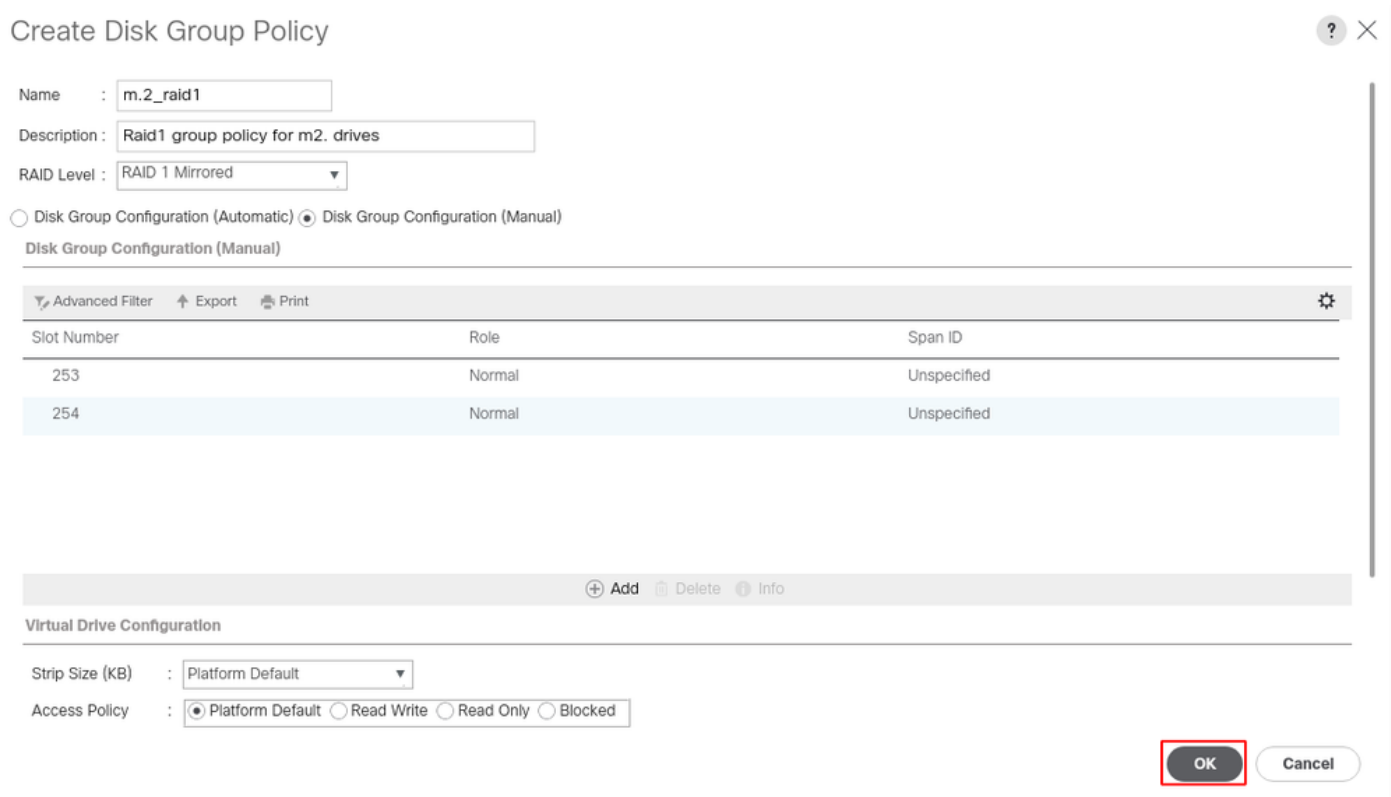 Create Disk Group Policy ?
Name : m.2_raid1
Description : Raid1 group policy for m2. drives
RAID Level : RAID 1 Mirrored
Disk Group Configuration (Automatic) Disk Group Configuration (Manual)
Disk Group Configuration (Manual)
Advanced Filter Export Print
Slot Number Role Span ID
253 Normal Unspecified
254 Normal Unspecified
Add Delete Info
Virtual Drive Configuration
Strip Size (KB) : Platform Default
Access Policy : Platform Default Read Write Read Only Blocked
OK Cancel